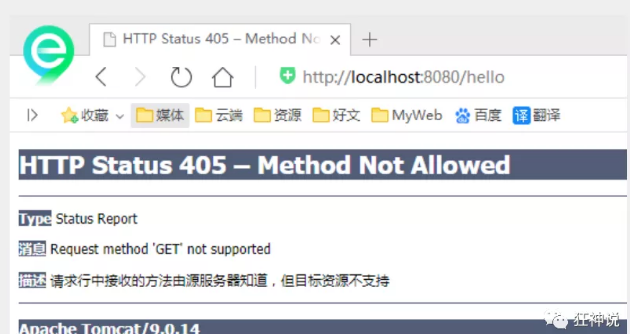 HTTP Status 405 – Method No
http://localhost:8080/hello
收藏 媒体 云端 资源 好文 MyWeb 百度 译 翻译
HTTP Status 405 – Method Not Allowed
Type Status Report
消息 Request method 'GET' not supported
描述 请求行中接收的方法由源服务器知道，但目标资源不支持
Apache Tomcat/9.0.14
狂神说